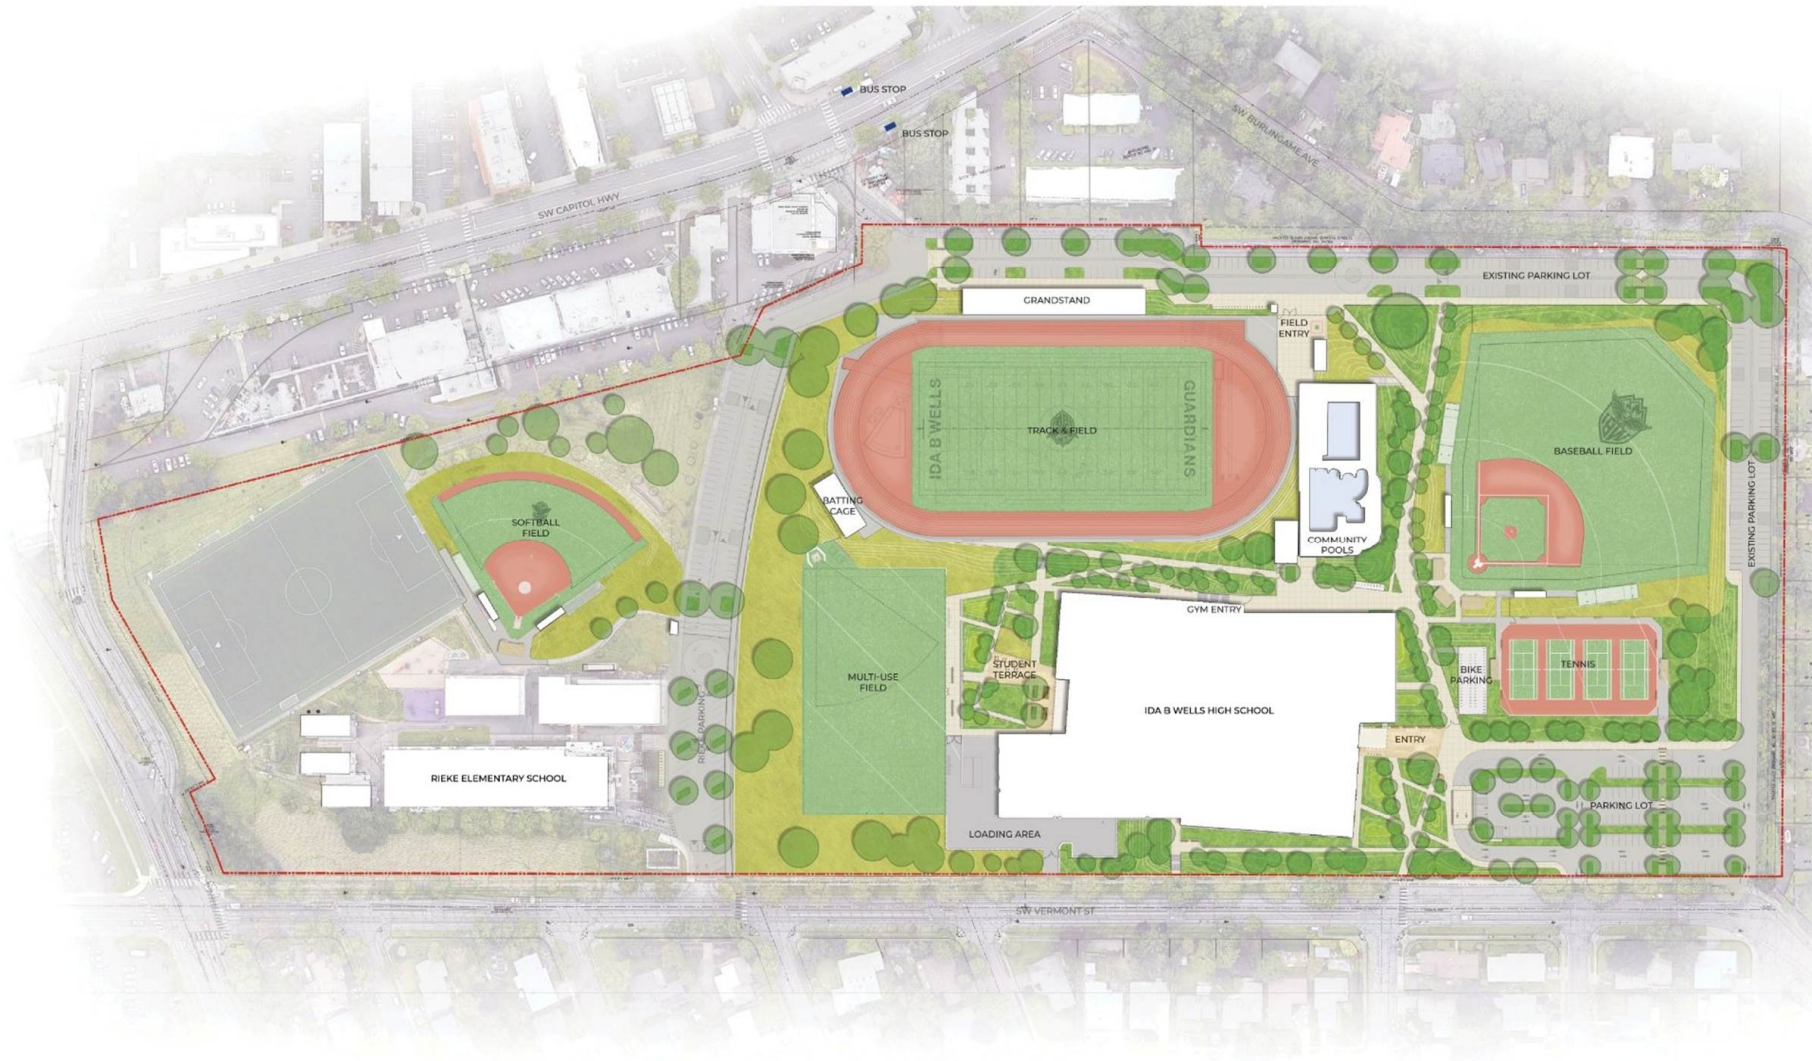 BUS STOP
BUS STOP
SW BURLINGAME AVE
SW CAPITOL HWY
EXISTING PARKING LOT
GRANDSTAND
FIELD
ENTRY
IDA B WELLS
TRACK & FIELD
GUARDIANS
BASEBALL FIELD
EXISTING PARKING LOT
BATTING
CAGE
SOFTBALL
FIELD
COMMUNITY
POOLS
GYM ENTRY
STUDENT
TERRACE
MULTI-USE
FIELD
BIKE
PARKING
TENNIS
IDA B WELLS HIGH SCHOOL
ENTRY
PARKING
RIEKE ELEMENTARY SCHOOL
PARKING LOT
LOADING AREA
SW VERMONT ST